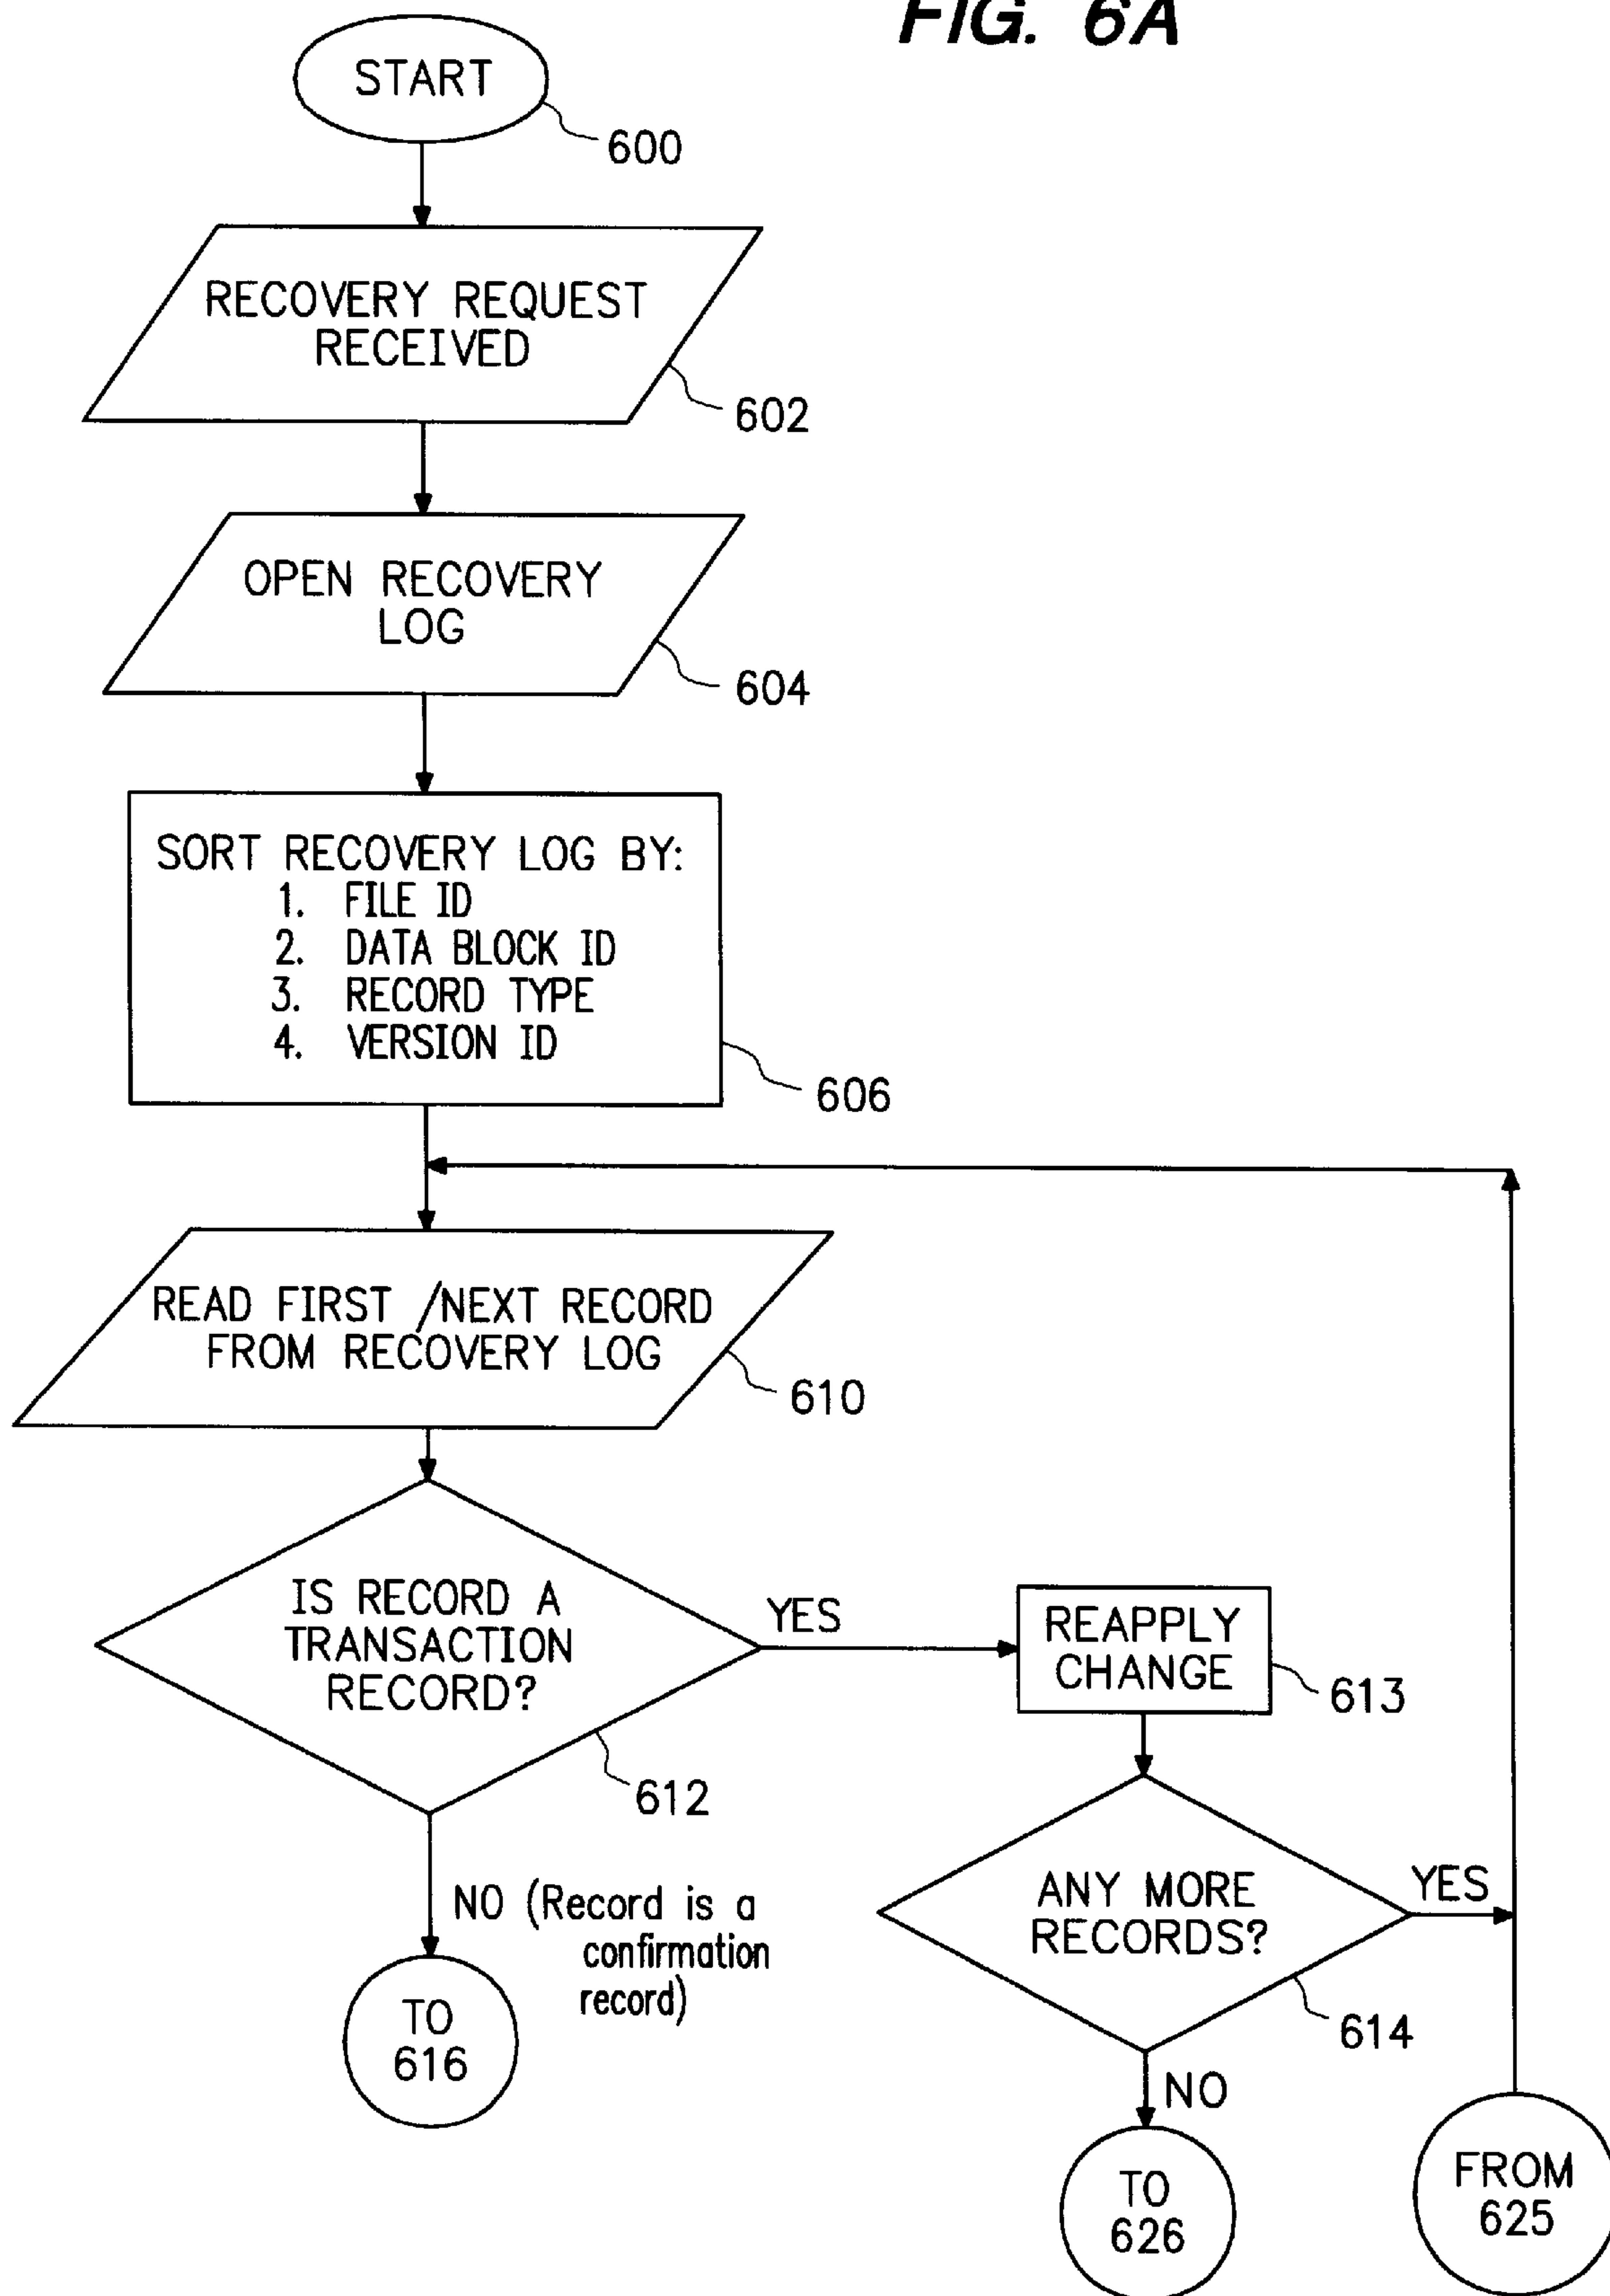 FIG. 6A
START
600
RECOVERY REQUEST
RECEIVED
602
OPEN RECOVERY
LOG
604
SORT RECOVERY LOG BY:
1. FILE ID
2. DATA BLOCK ID
3. RECORD TYPE
4. VERSION ID
606
READ FIRST /NEXT RECORD
FROM RECOVERY LOG
610
IS RECORD A
TRANSACTION
RECORD?
612
YES
REAPPLY
CHANGE
613
NO (Record is a
confirmation
record)
TO
616
ANY MORE
RECORDS?
614
YES
NO
TO
626
FROM
625